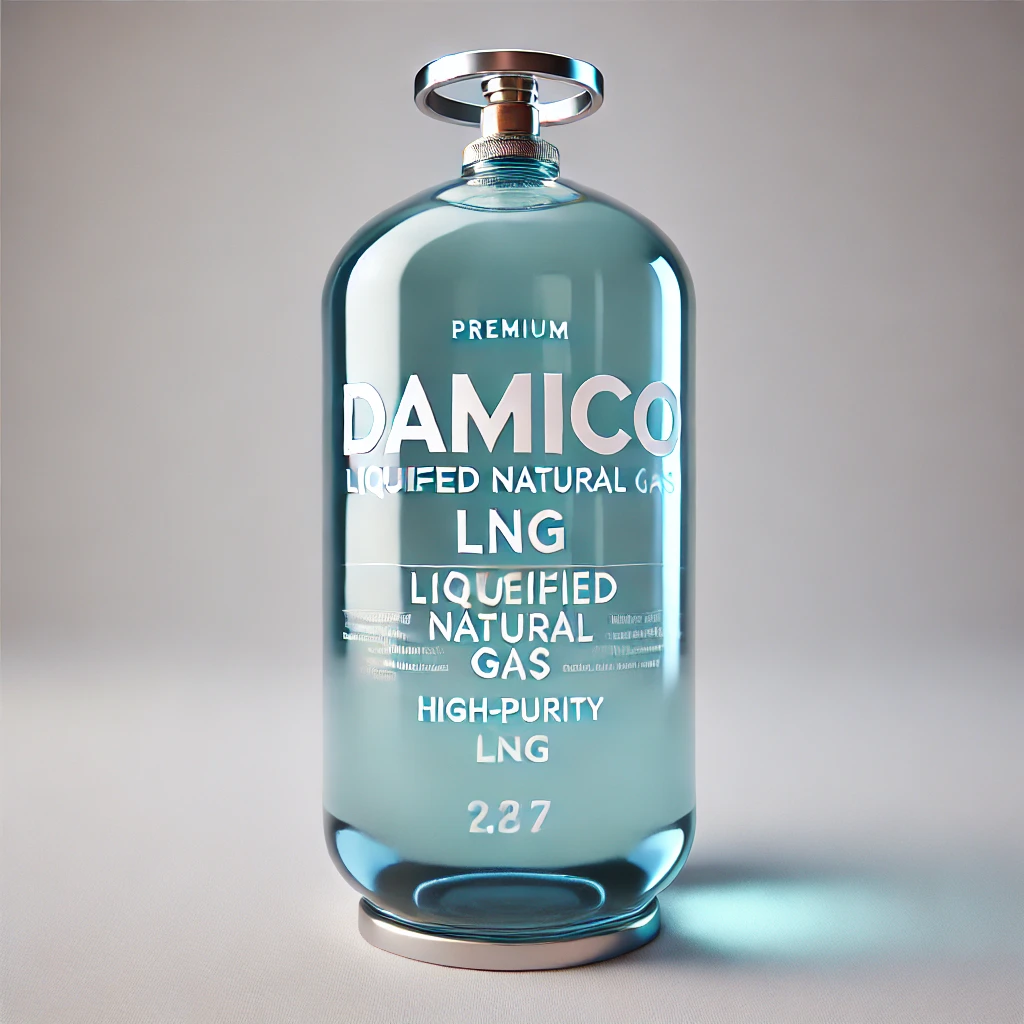 PREMIUM
DAMICO
LIQUIFED NATURAL GAS
LNG
LIQUEIFIED
NATURAL
GAS
HIGH-PURITY
LNG
2.87